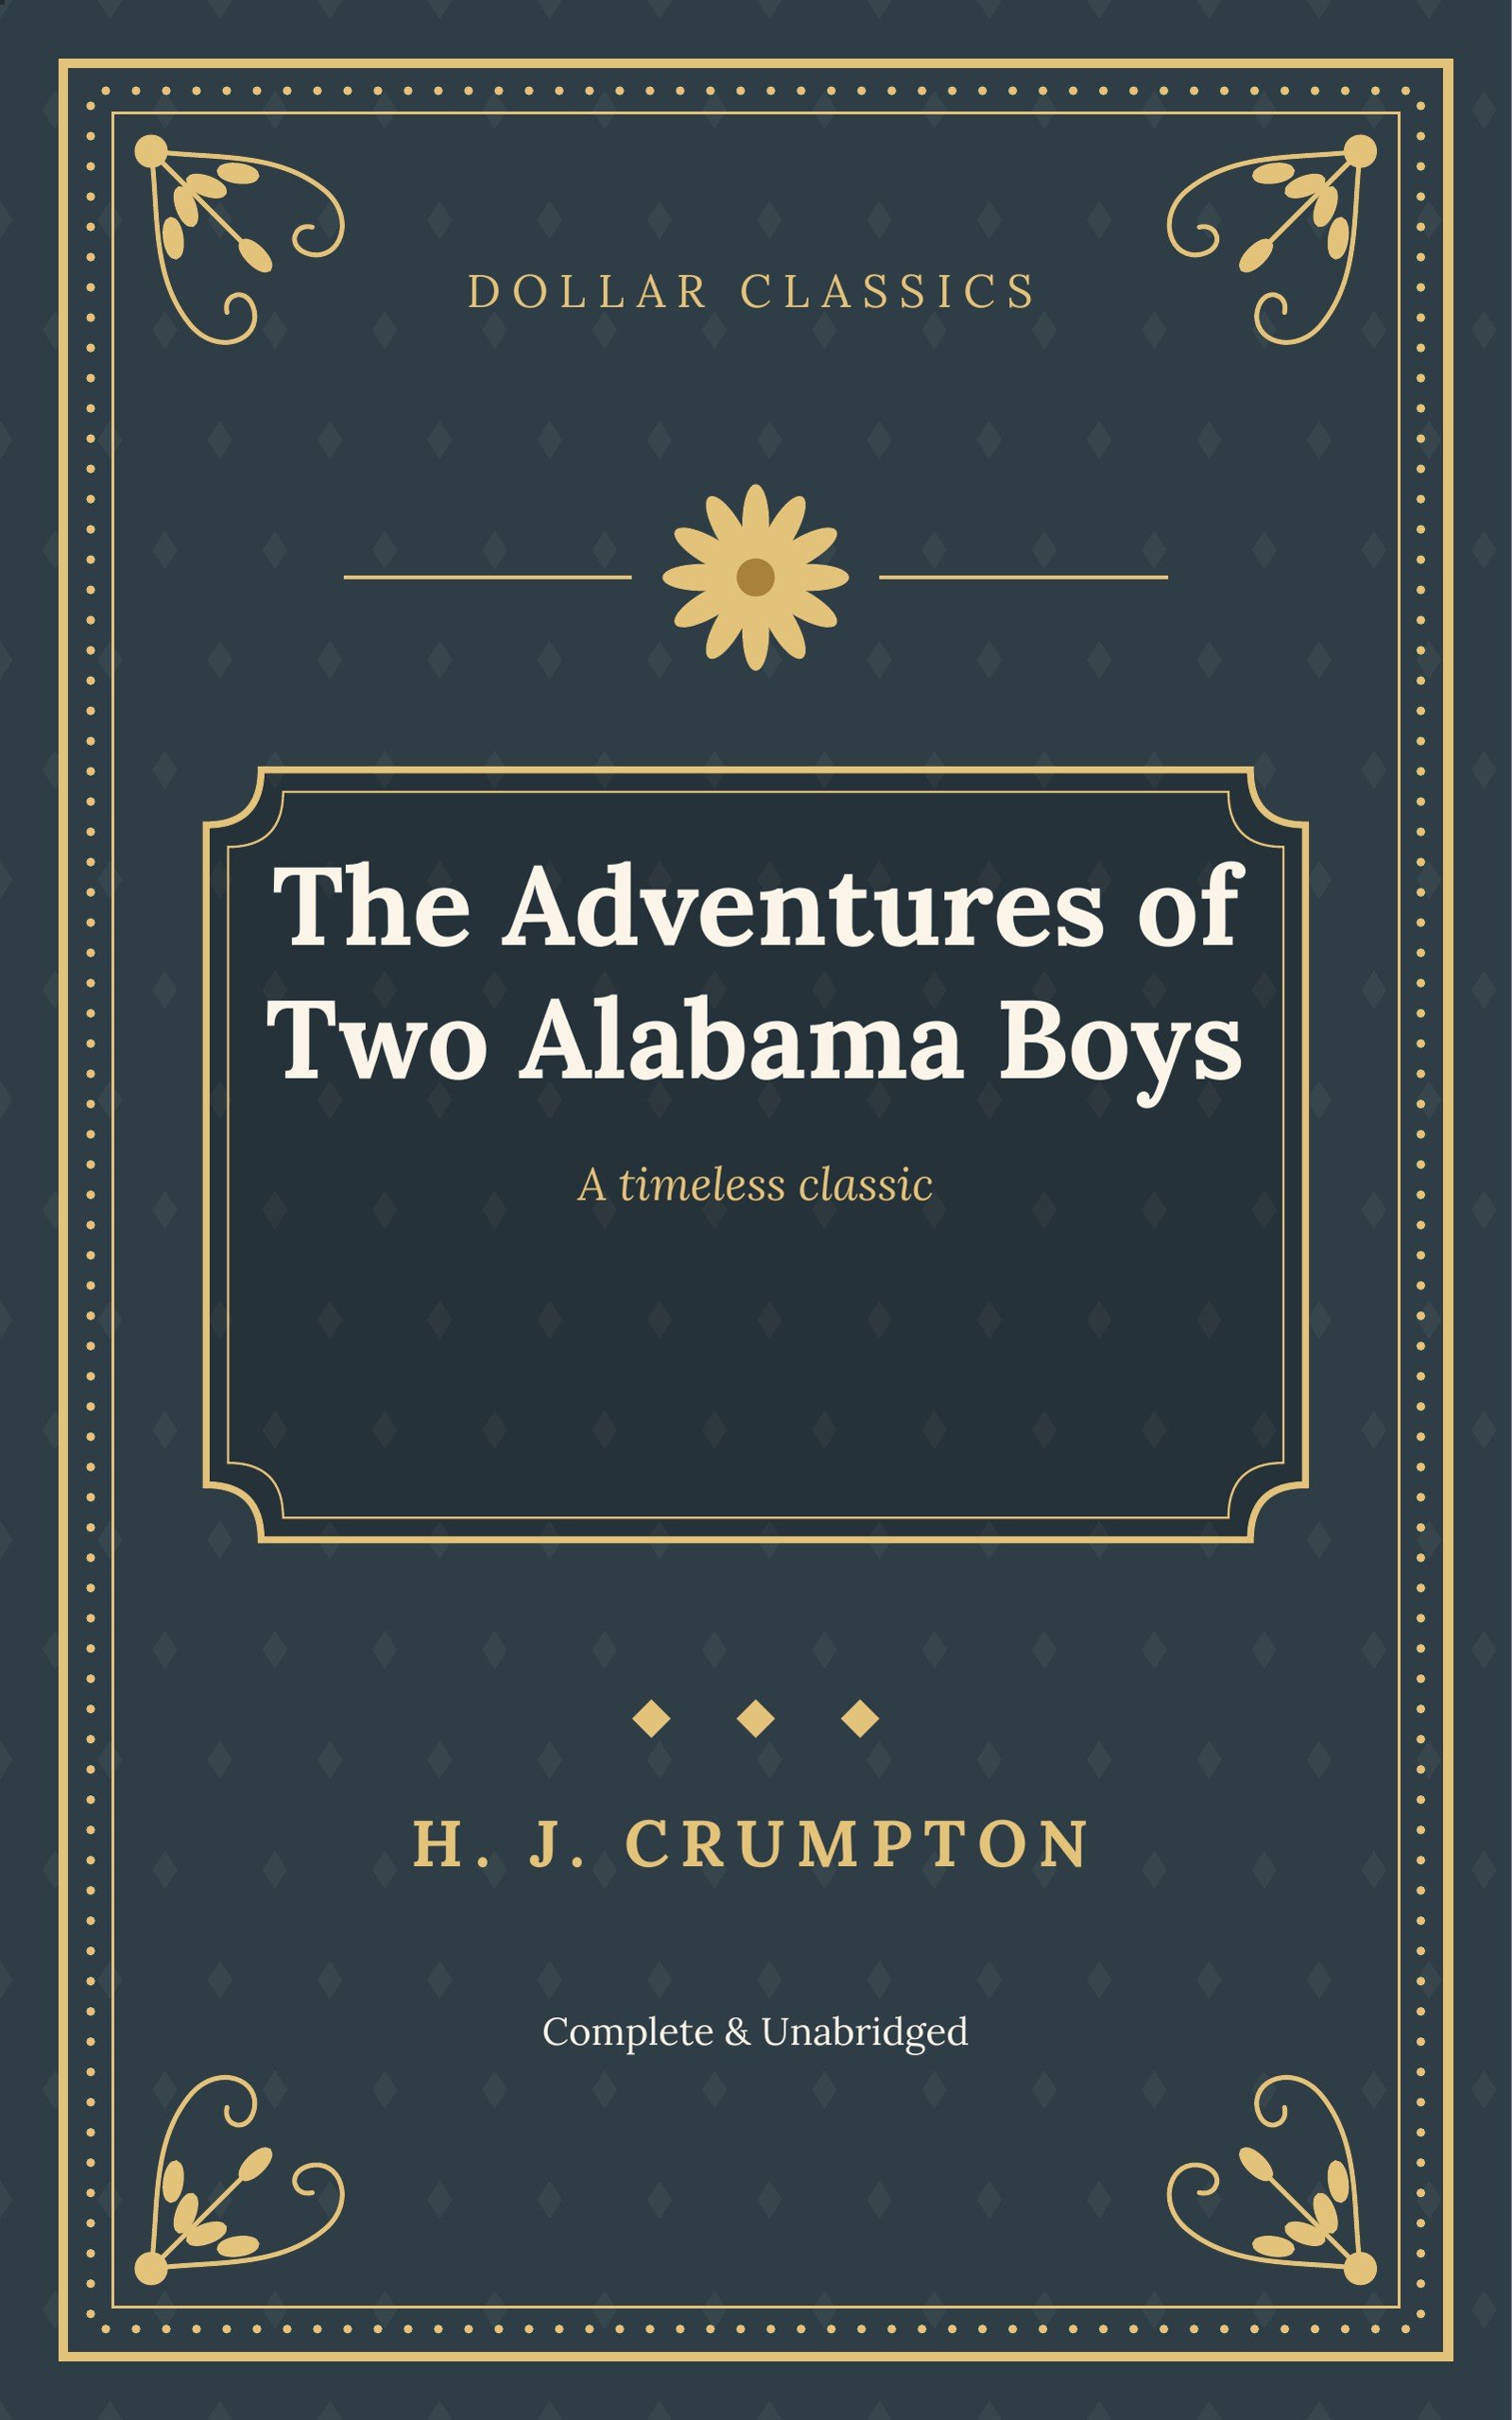 DOLLAR CLASSICS
The Adventures of
Two Alabama Boys
A timeless classic
H. J. CRUMPTON
Complete & Unabridged